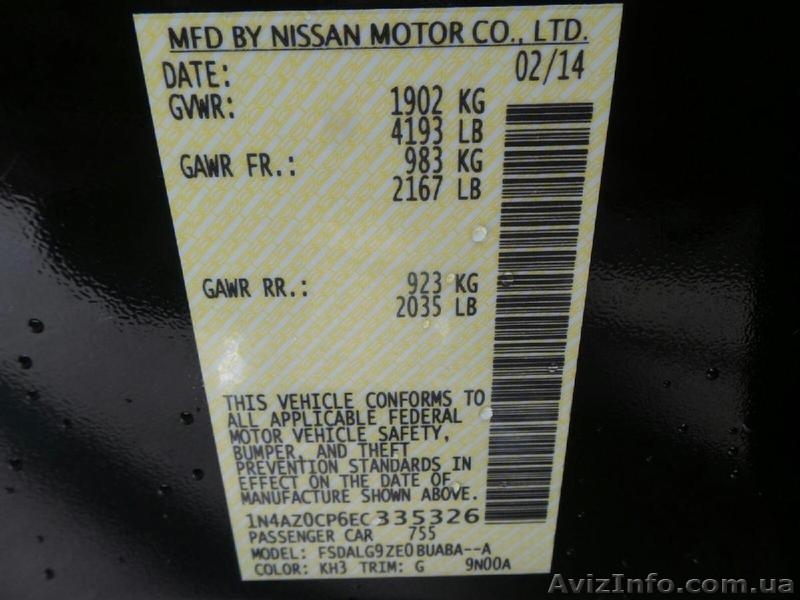 MFD BY NISSAN MOTOR CO., LTD.
DATE: 02/14
GVWR: 1902 KG
4193 LB
GAWR FR.: 983 KG
2167 LB
GAWR RR.: 923 KG
2035 LB
THIS VEHICLE CONFORMS TO
ALL APPLICABLE FEDERAL
MOTOR VEHICLE SAFETY,
BUMPER, AND THEFT
PREVENTION STANDARDS IN
EFFECT ON THE DATE OF
MANUFACTURE SHOWN ABOVE.
1N4AZ0CP6EC335326
PASSENGER CAR 755
MODEL: FSDALG9ZE0BUABA--A
COLOR: KH3 TRIM: G 9N00A
AvizInfo.com.ua